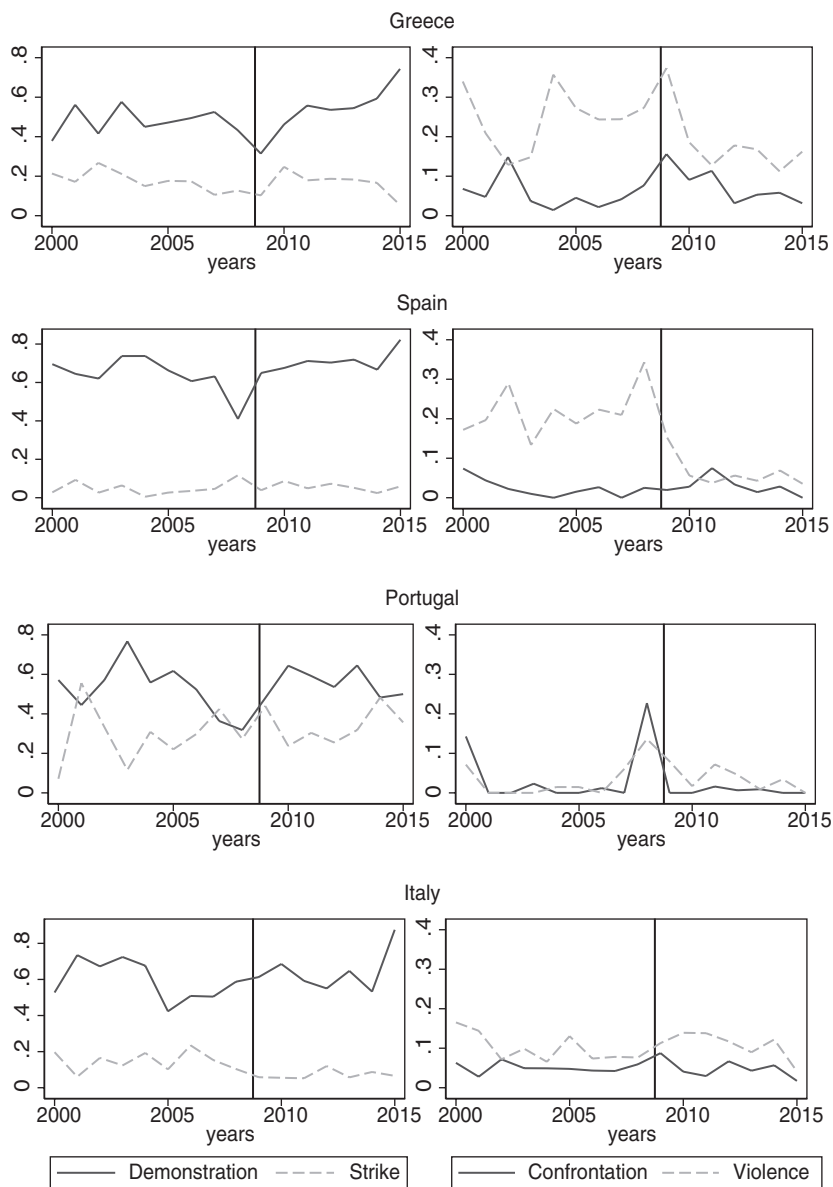 Greece
0 .2 .4 .6 .8
2000 2005 2010 2015
years
0 .1 .2 .3 .4
2000 2005 2010 2015
years
Spain
0 .2 .4 .6 .8
2000 2005 2010 2015
years
0 .1 .2 .3 .4
2000 2005 2010 2015
years
Portugal
0 .2 .4 .6 .8
2000 2005 2010 2015
years
0 .1 .2 .3 .4
2000 2005 2010 2015
years
Italy
0 .2 .4 .6 .8
2000 2005 2010 2015
years
0 .1 .2 .3 .4
2000 2005 2010 2015
years
Demonstration Strike
Confrontation Violence